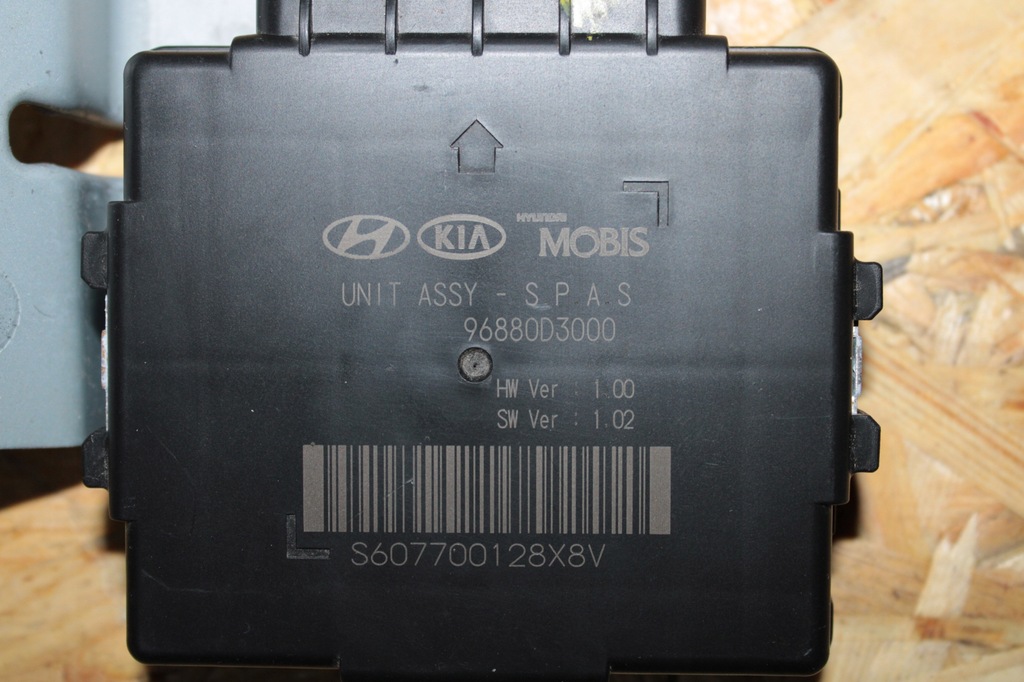 KIA HYUNDAI MOBIS
UNIT ASSY - S P A S
96880D3000
HW Ver : 1.00
SW Ver : 1.02
S607700128X8V